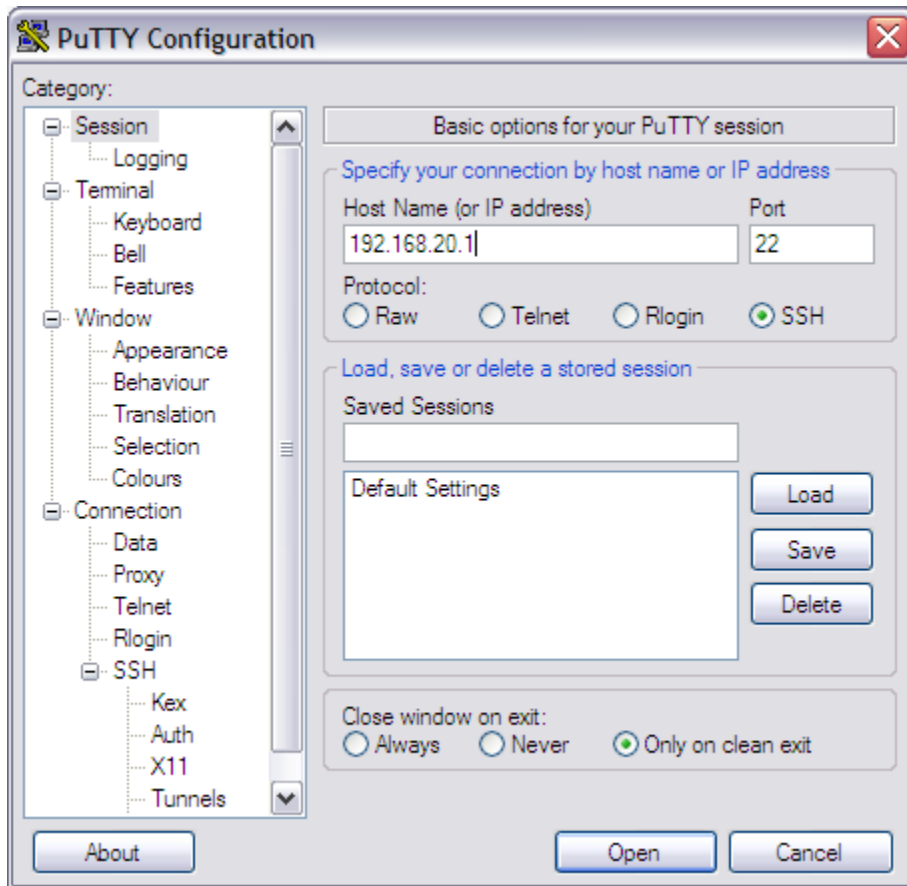 PuTTY Configuration
Category:
Session
Logging
Terminal
Keyboard
Bell
Features
Window
Appearance
Behaviour
Translation
Selection
Colours
Connection
Data
Proxy
Telnet
Rlogin
SSH
Kex
Auth
X11
Tunnels
Basic options for your PuTTY session
Specify your connection by host name or IP address
Host Name (or IP address) Port
192.168.20.1 22
Protocol:
Raw Telnet Rlogin SSH
Load, save or delete a stored session
Saved Sessions
Default Settings
Load
Save
Delete
Close window on exit:
Always Never Only on clean exit
About Open Cancel